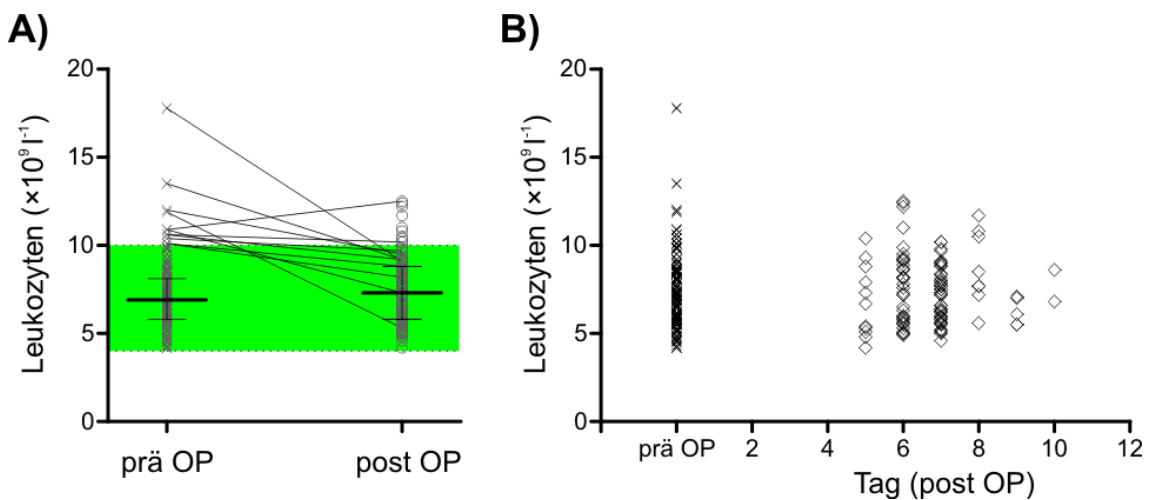 A)
Leukozyten (×10⁹ l⁻¹)
20
15
10
5
0
prä OP
post OP
B)
Leukozyten (×10⁹ l⁻¹)
20
15
10
5
0
prä OP
2
4
6
8
10
12
Tag (post OP)